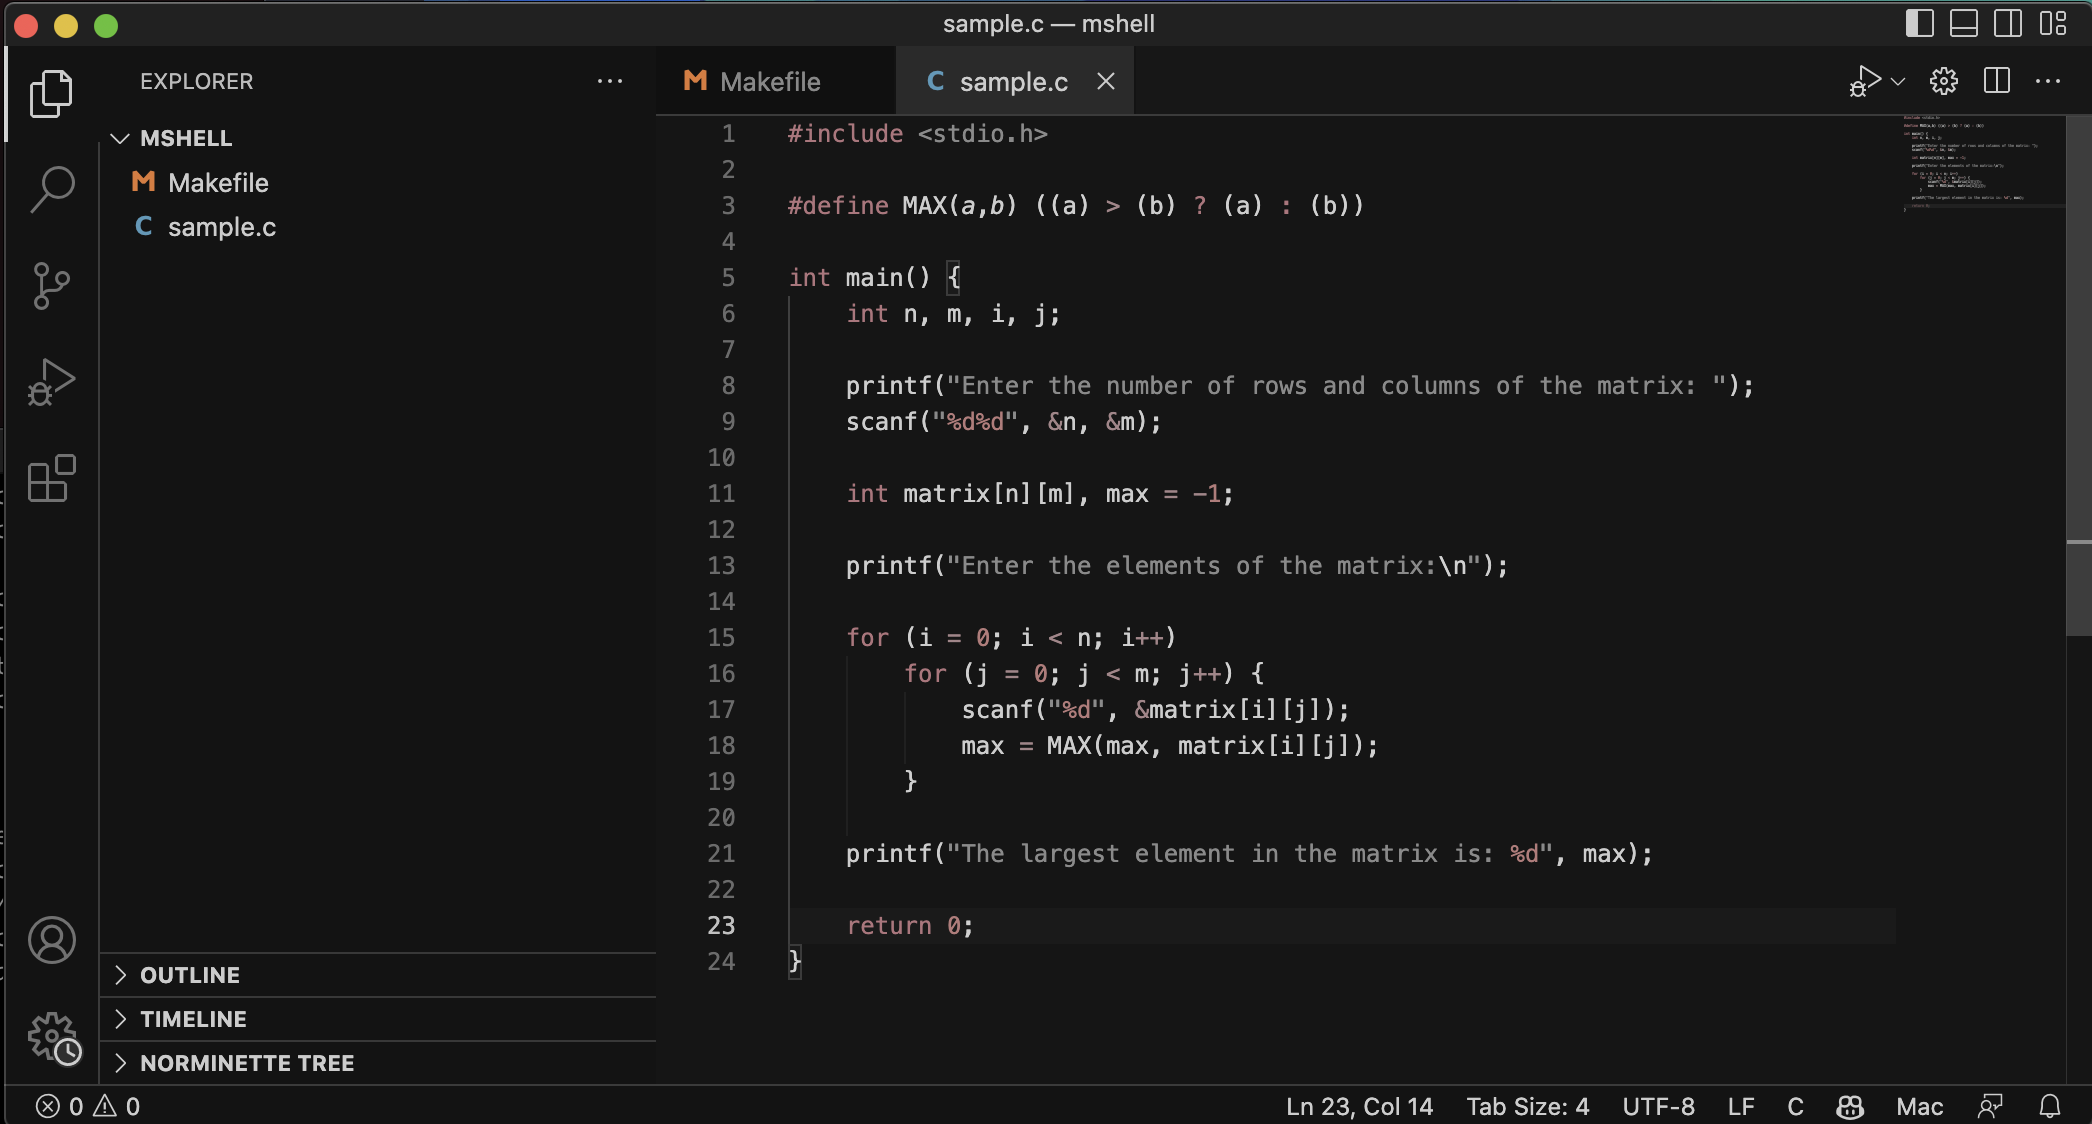 sample.c — mshell
EXPLORER
MSHELL
M Makefile
C sample.c
OUTLINE
TIMELINE
NORMINETTE TREE
M Makefile
C sample.c
1 #include <stdio.h>
2
3 #define MAX(a,b) ((a) > (b) ? (a) : (b))
4
5 int main() {
6     int n, m, i, j;
7
8     printf("Enter the number of rows and columns of the matrix: ");
9     scanf("%d%d", &n, &m);
10
11     int matrix[n][m], max = -1;
12
13     printf("Enter the elements of the matrix:\n");
14
15     for (i = 0; i < n; i++)
16         for (j = 0; j < m; j++) {
17             scanf("%d", &matrix[i][j]);
18             max = MAX(max, matrix[i][j]);
19         }
20
21     printf("The largest element in the matrix is: %d", max);
22
23     return 0;
24 }
0 0
Ln 23, Col 14 Tab Size: 4 UTF-8 LF C Mac